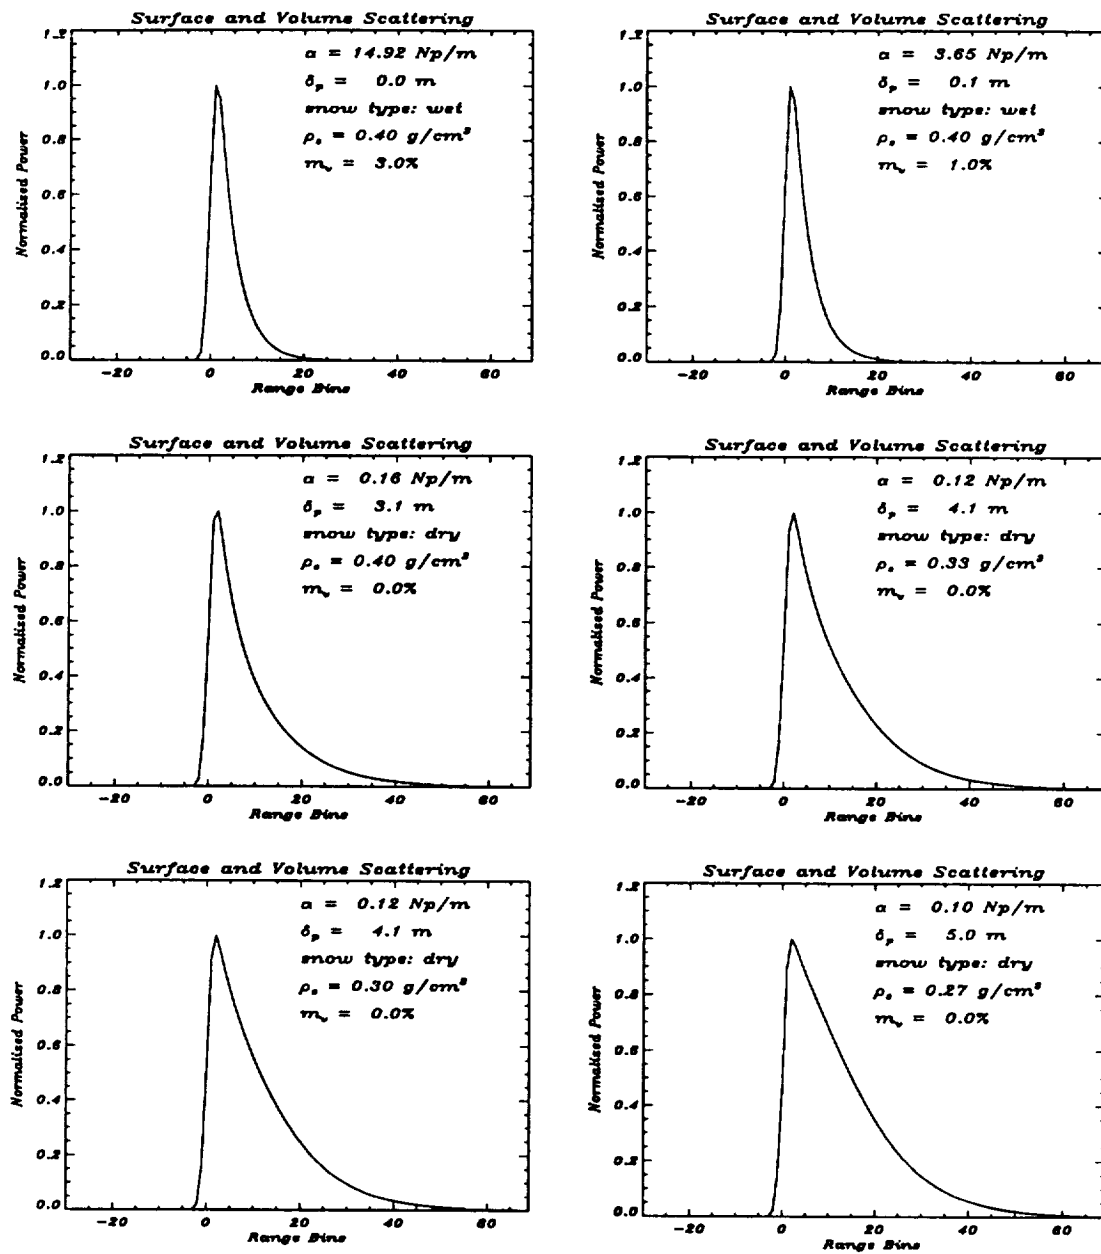 Surface and Volume Scattering
α = 14.92 Np/m
δₚ = 0.0 m
snow type: wet
ρₛ = 0.40 g/cm³
mᵥ = 3.0%
Normalized Power
1.2
1.0
0.8
0.6
0.4
0.2
0.0
-20 0 20 40 60
Range Bins
Surface and Volume Scattering
α = 3.65 Np/m
δₚ = 0.1 m
snow type: wet
ρₛ = 0.40 g/cm³
mᵥ = 1.0%
Normalized Power
1.2
1.0
0.8
0.6
0.4
0.2
0.0
-20 0 20 40 60
Range Bins
Surface and Volume Scattering
α = 0.16 Np/m
δₚ = 3.1 m
snow type: dry
ρₛ = 0.40 g/cm³
mᵥ = 0.0%
Normalized Power
1.2
1.0
0.8
0.6
0.4
0.2
0.0
-20 0 20 40 60
Range Bins
Surface and Volume Scattering
α = 0.12 Np/m
δₚ = 4.1 m
snow type: dry
ρₛ = 0.33 g/cm³
mᵥ = 0.0%
Normalized Power
1.2
1.0
0.8
0.6
0.4
0.2
0.0
-20 0 20 40 60
Range Bins
Surface and Volume Scattering
α = 0.12 Np/m
δₚ = 4.1 m
snow type: dry
ρₛ = 0.30 g/cm³
mᵥ = 0.0%
Normalized Power
1.2
1.0
0.8
0.6
0.4
0.2
0.0
-20 0 20 40 60
Range Bins
Surface and Volume Scattering
α = 0.10 Np/m
δₚ = 5.0 m
snow type: dry
ρₛ = 0.27 g/cm³
mᵥ = 0.0%
Normalized Power
1.2
1.0
0.8
0.6
0.4
0.2
0.0
-20 0 20 40 60
Range Bins